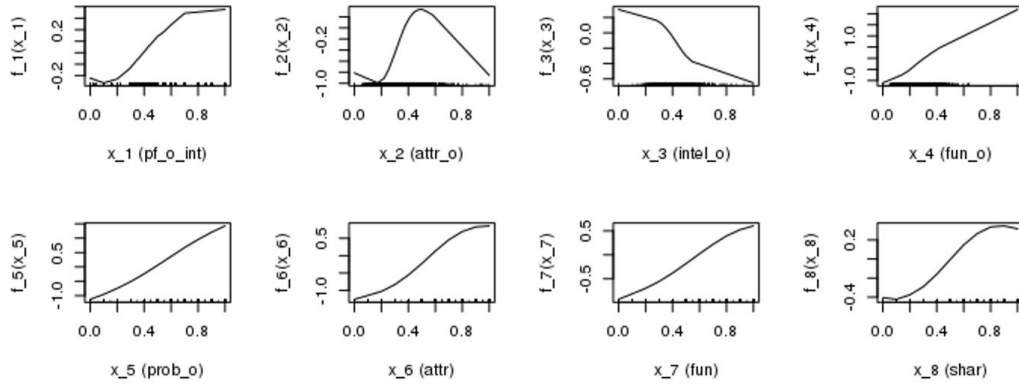 f_1(x_1) 0.2 -0.2 0.0 0.4 0.8 x_1 (pf_o_int)
f_2(x_2) -0.2 -1.0 0.0 0.4 0.8 x_2 (attr_o)
f_3(x_3) 0.0 -0.6 0.0 0.4 0.8 x_3 (intel_o)
f_4(x_4) 1.0 -1.0 0.0 0.4 0.8 x_4 (fun_o)
f_5(x_5) 0.5 -1.0 0.0 0.4 0.8 x_5 (prob_o)
f_6(x_6) 0.5 -1.0 0.0 0.4 0.8 x_6 (attr)
f_7(x_7) 0.5 -0.5 0.0 0.4 0.8 x_7 (fun)
f_8(x_8) 0.2 -0.4 0.0 0.4 0.8 x_8 (shar)